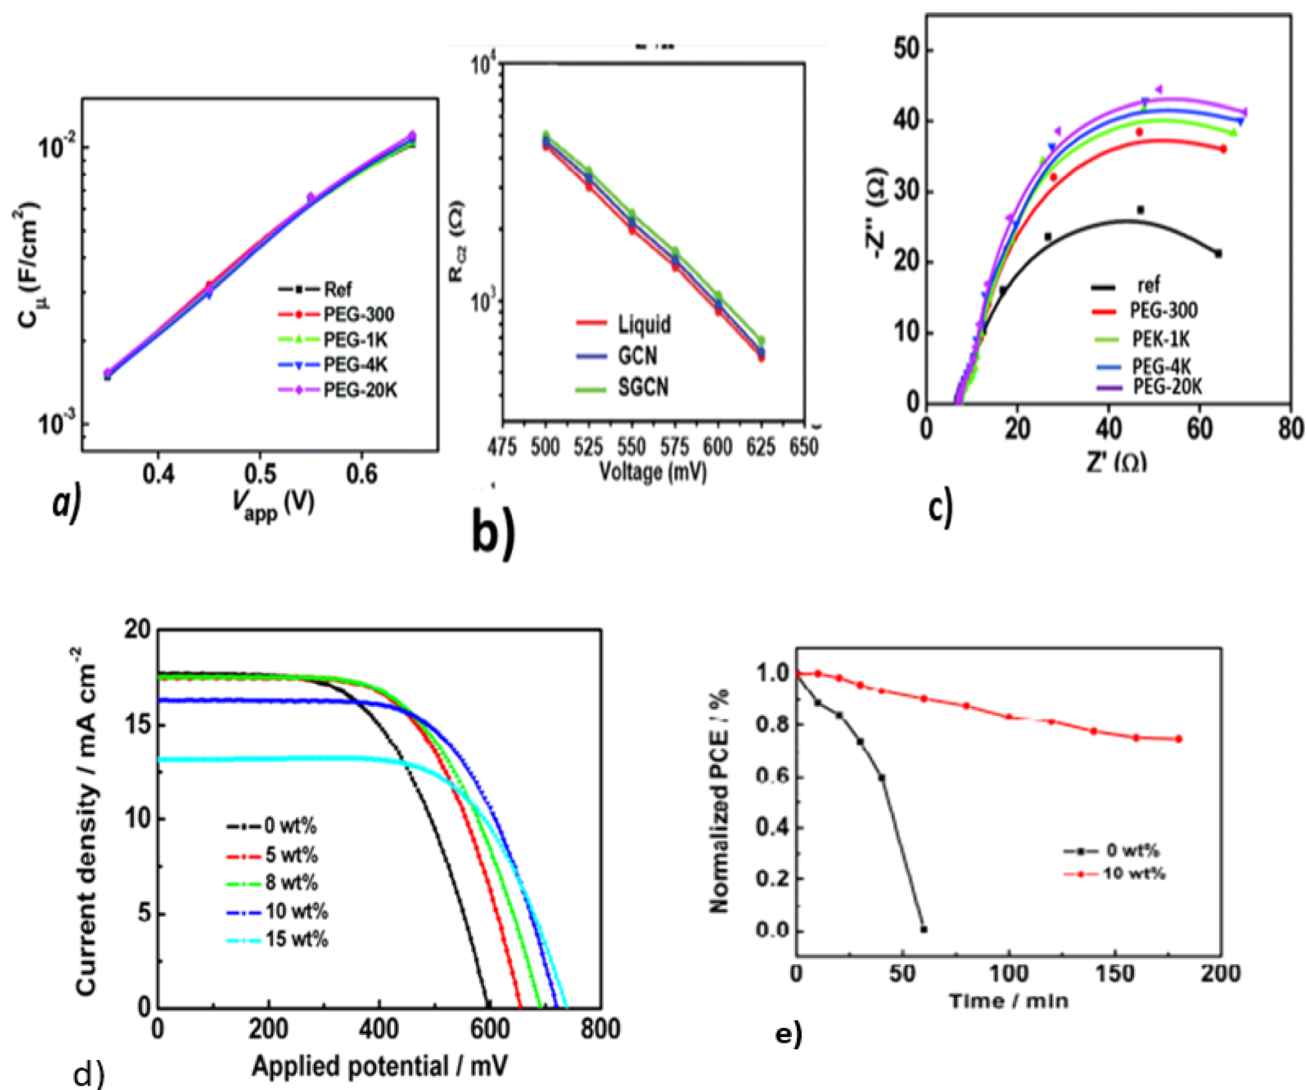 10⁻²
10⁻³
Cμ (F/cm²)
Ref
PEG-300
PEG-1K
PEG-4K
PEG-20K
0.4 0.5 0.6
Vapp (V)
a)
10⁴
10³
(Ω)
Liquid
GCN
SGCN
475 500 525 550 575 600 625 650
Voltage (mV)
b)
50
40
30
20
10
0
-Z'' (Ω)
ref
PEG-300
PEK-1K
PEG-4K
PEG-20K
0 20 40 60 80
Z' (Ω)
c)
20
15
10
5
0
Current density / mA cm⁻²
0 wt%
5 wt%
8 wt%
10 wt%
15 wt%
0 200 400 600 800
Applied potential / mV
d)
1.0
0.8
0.6
0.4
0.2
0.0
Normalized PCE / %
0 wt%
10 wt%
0 50 100 150 200
Time / min
e)